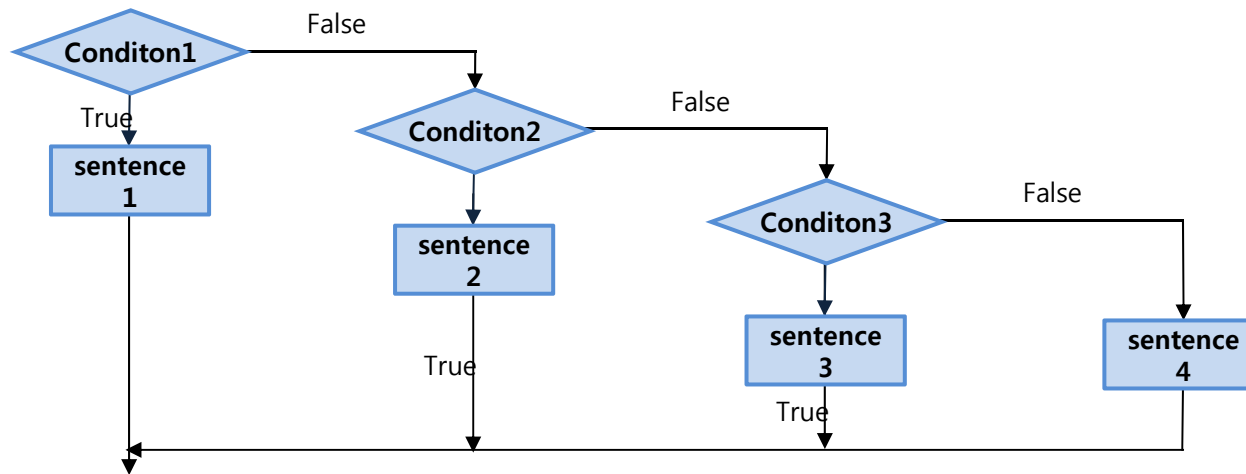 False
Conditon1
True
sentence
1
False
Conditon2
sentence
2
True
False
Conditon3
sentence
3
True
sentence
4